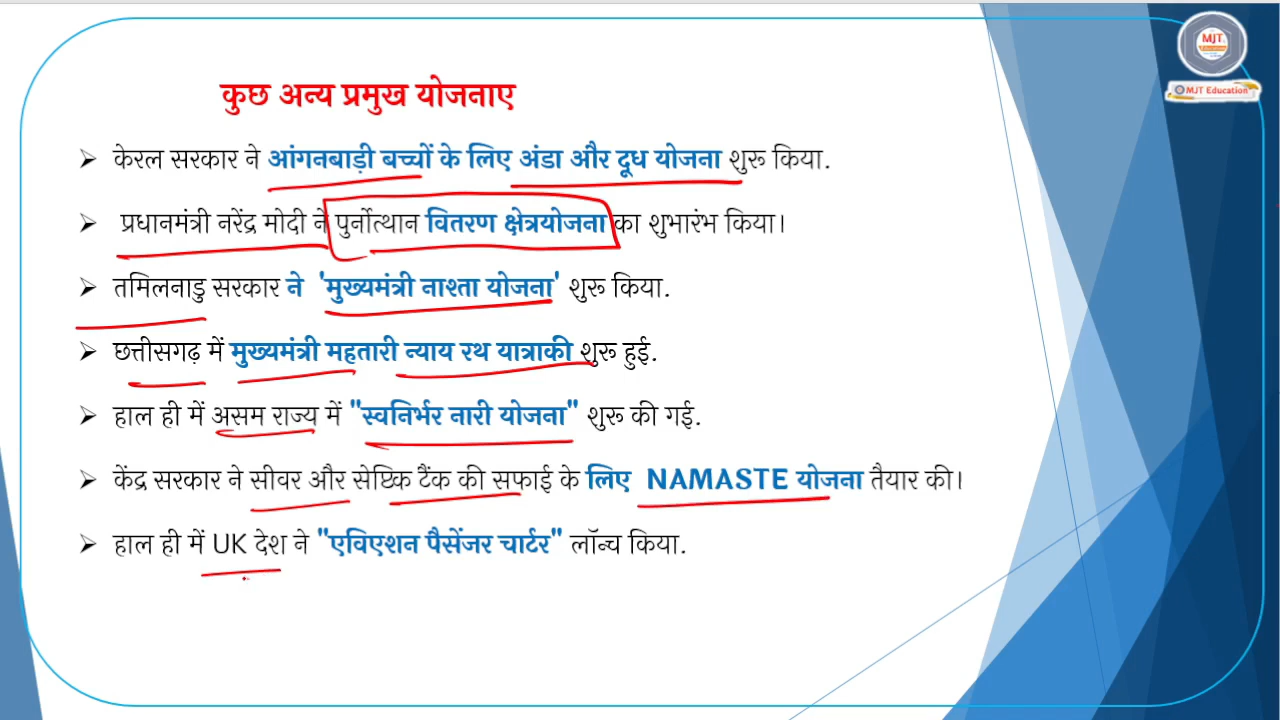 MJT
Education
MJT Education
कुछ अन्य प्रमुख योजनाए
केरल सरकार ने आंगनबाड़ी बच्चों के लिए अंडा और दूध योजना शुरू किया.
प्रधानमंत्री नरेंद्र मोदी ने पुर्नोत्थान वितरण क्षेत्रयोजना का शुभारंभ किया।
तमिलनाडु सरकार ने 'मुख्यमंत्री नाश्ता योजना' शुरू किया.
छत्तीसगढ़ में मुख्यमंत्री महतारी न्याय रथ यात्राकी शुरू हुई.
हाल ही में असम राज्य में "स्वनिर्भर नारी योजना" शुरू की गई.
केंद्र सरकार ने सीवर और सेप्टिक टैंक की सफाई के लिए NAMASTE योजना तैयार की।
हाल ही में UK देश ने "एविएशन पैसेंजर चार्टर" लॉन्च किया.